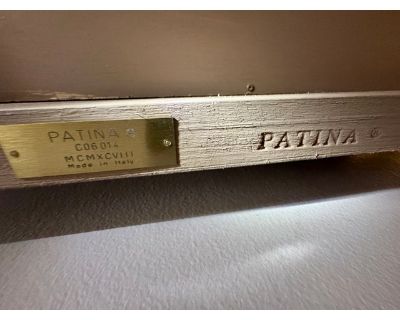 PATINA ®
C06014
MCMXCVIII
Made in Italy
PATINA ®